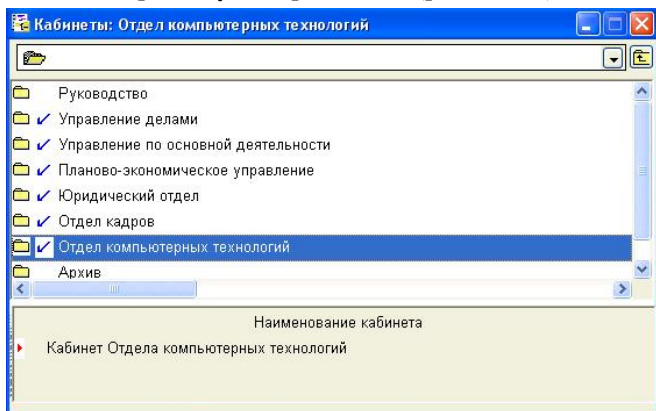 Кабинеты: Отдел компьютерных технологий
Руководство
Управление делами
Управление по основной деятельности
Планово-экономическое управление
Юридический отдел
Отдел кадров
Отдел компьютерных технологий
Архив
Наименование кабинета
Кабинет Отдела компьютерных технологий